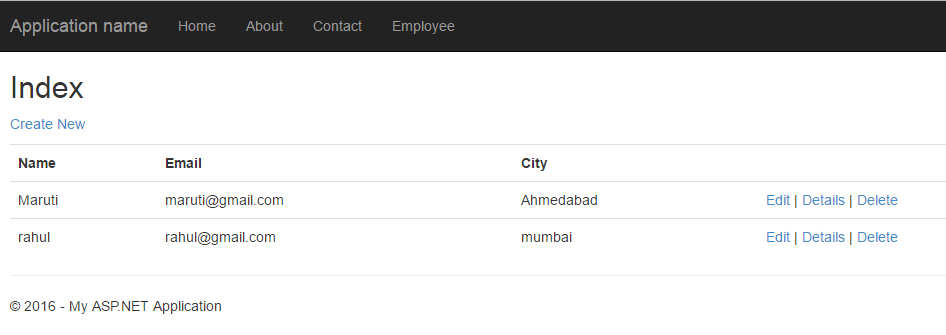 Application name Home About Contact Employee
Index
Create New
Name Email City
Maruti maruti@gmail.com Ahmedabad Edit | Details | Delete
rahul rahul@gmail.com mumbai Edit | Details | Delete
© 2016 - My ASP.NET Application